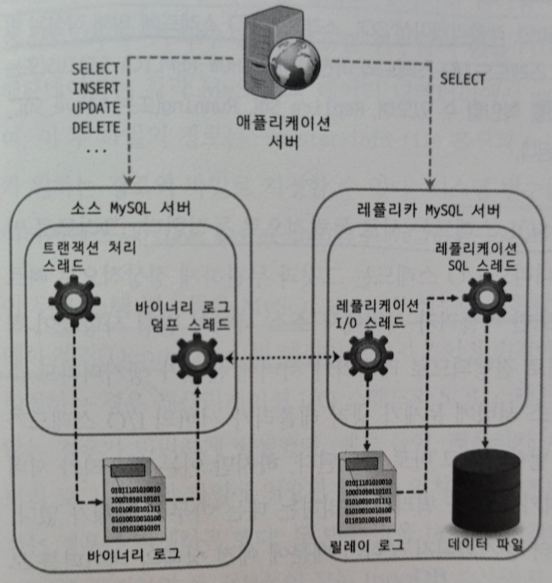 SELECT
INSERT
UPDATE
DELETE
...
SELECT
애플리케이션
서버
소스 MySQL 서버
트랜잭션 처리
스레드
바이너리 로그
덤프 스레드
바이너리 로그
레플리카 MySQL 서버
레플리케이션
SQL 스레드
레플리케이션
I/O 스레드
릴레이 로그
데이터 파일